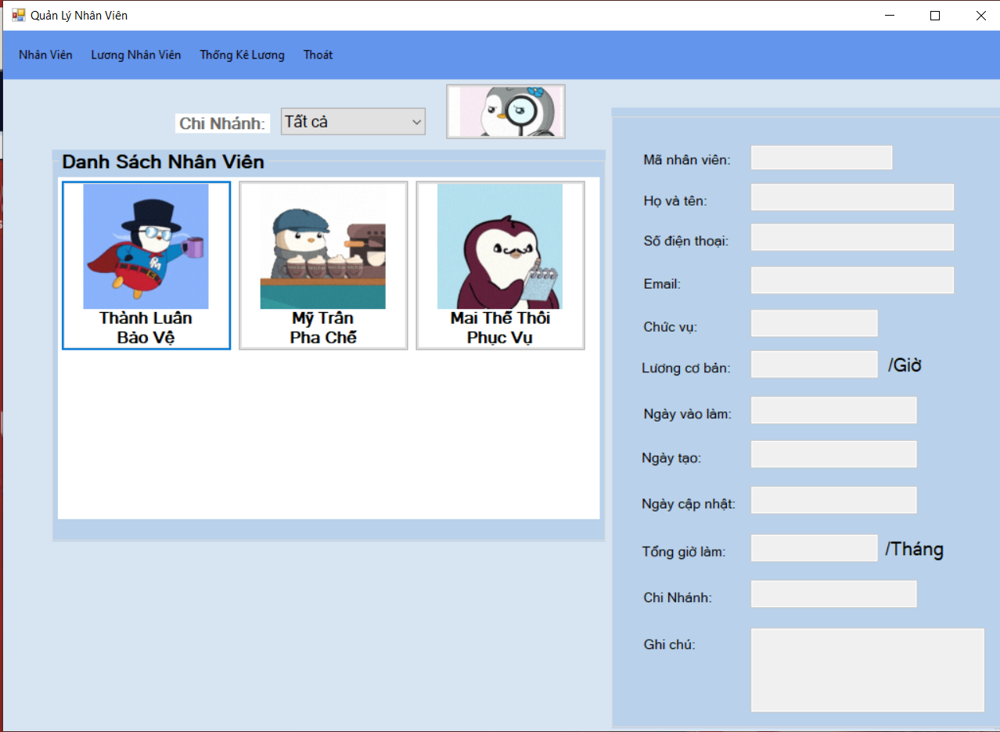 Quản Lý Nhân Viên
Nhân Viên Lương Nhân Viên Thống Kê Lương Thoát
Chi Nhánh: Tất cả
Danh Sách Nhân Viên
Thành Luân
Bảo Vệ
Mỹ Trân
Pha Chế
Mai Thế Thôi
Phục Vụ
Mã nhân viên:
Họ và tên:
Số điện thoại:
Email:
Chức vụ:
Lương cơ bản: /Giờ
Ngày vào làm:
Ngày tạo:
Ngày cập nhật:
Tổng giờ làm: /Tháng
Chi Nhánh:
Ghi chú: